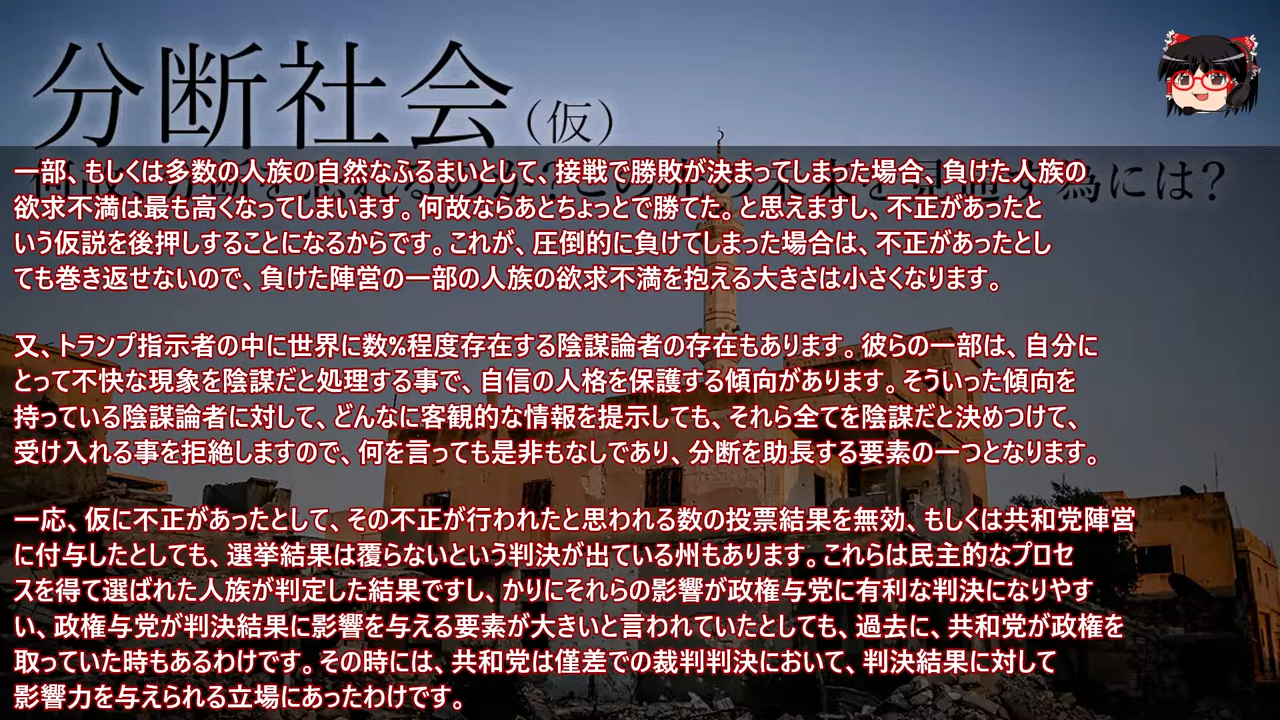 分断社会(仮)
一部、もしくは多数の人族の自然なふるまいとして、接戦で勝敗が決まってしまった場合、負けた人族の
欲求不満は最も高くなってしまいます。何故ならあとちょっとで勝てた。と思えますし、不正があったと
いう仮説を後押しすることになるからです。これが、圧倒的に負けてしまった場合は、不正があったとし
ても巻き返せないので、負けた陣営の一部の人族の欲求不満を抱える大きさは小さくなります。
又、トランプ指示者の中に世界に数%程度存在する陰謀論者の存在もあります。彼らの一部は、自分に
とって不快な現象を陰謀だと処理する事で、自信の人格を保護する傾向があります。そういった傾向を
持っている陰謀論者に対して、どんなに客観的な情報を提示しても、それら全てを陰謀だと決めつけて、
受け入れる事を拒絶しますので、何を言っても是非もなしであり、分断を助長する要素の一つとなります。
一応、仮に不正があったとして、その不正が行われたと思われる数の投票結果を無効、もしくは共和党陣営
に付与したとしても、選挙結果は覆らないという判決が出ている州もあります。これらは民主的なプロセ
スを得て選ばれた人族が判定した結果ですし、かりにそれらの影響が政権与党に有利な判決になりやす
い、政権与党が判決結果に影響を与える要素が大きいと言われていたとしても、過去に、共和党が政権を
取っていた時もあるわけです。その時には、共和党は僅差での裁判判決において、判決結果に対して
影響力を与えられる立場にあったわけです。